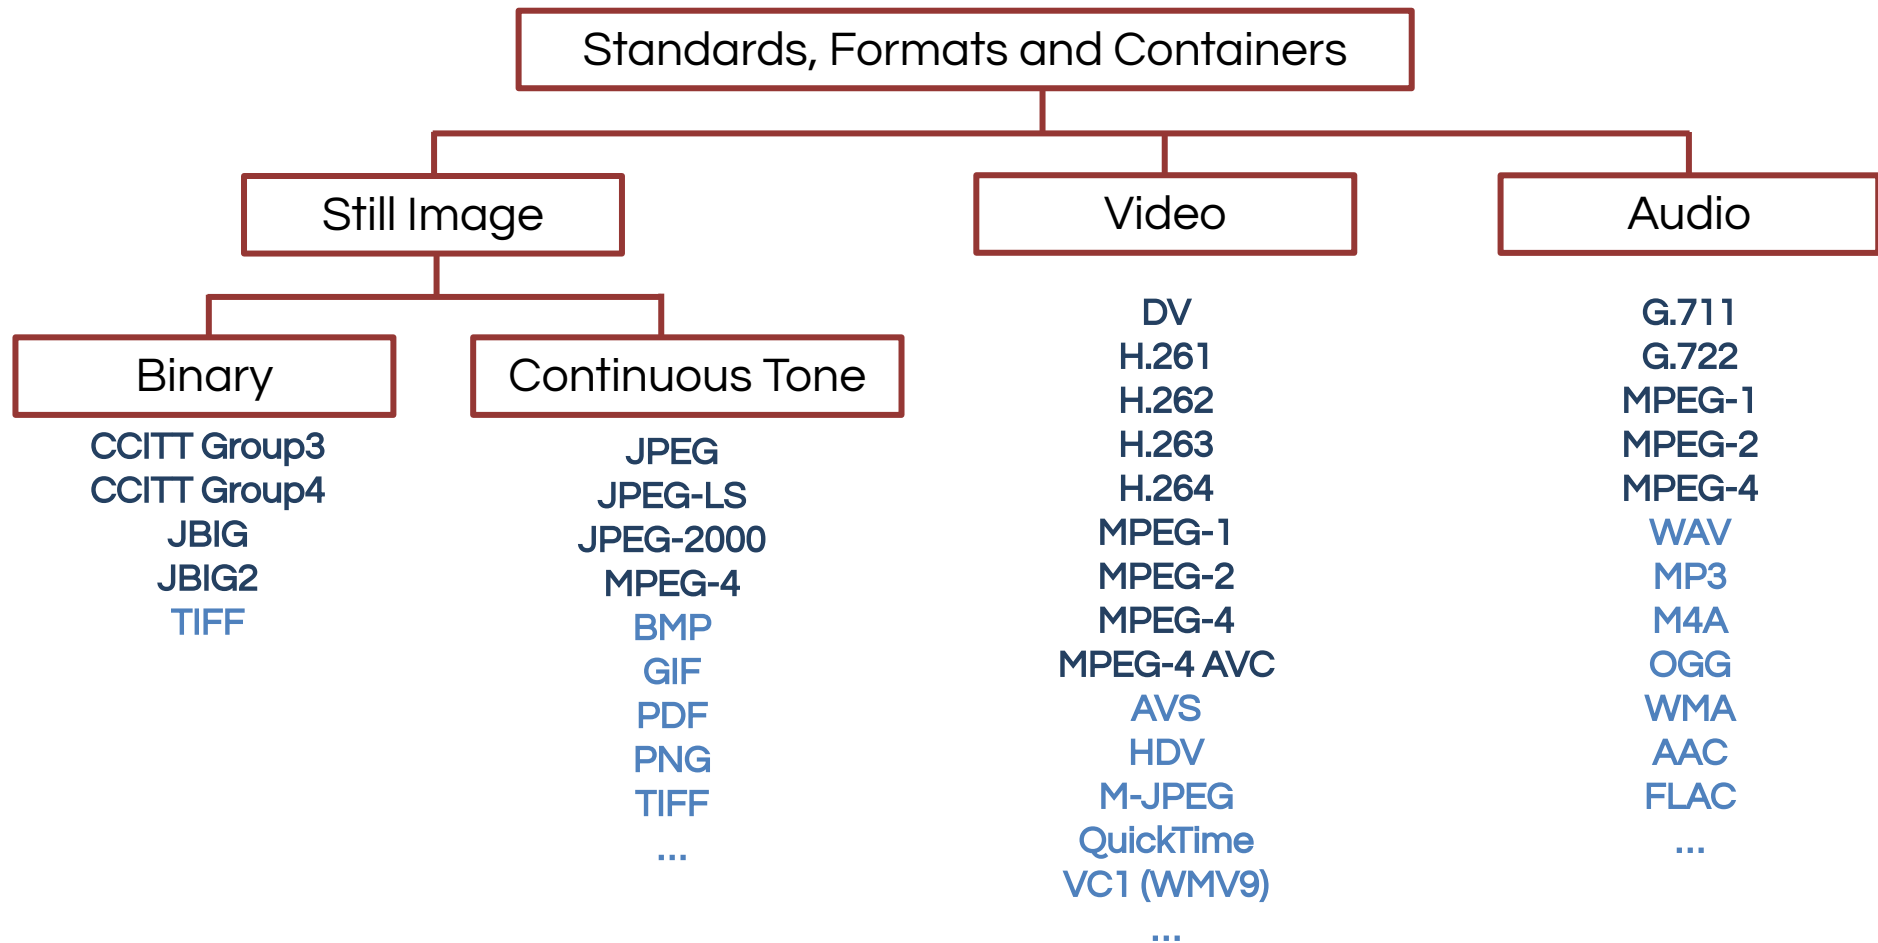 Standards, Formats and Containers
Still Image
Video
Audio
Binary
Continuous Tone
CCITT Group3
CCITT Group4
JBIG
JBIG2
TIFF
JPEG
JPEG-LS
JPEG-2000
MPEG-4
BMP
GIF
PDF
PNG
TIFF
...
DV
H.261
H.262
H.263
H.264
MPEG-1
MPEG-2
MPEG-4
MPEG-4 AVC
AVS
HDV
M-JPEG
QuickTime
VC1 (WMV9)
...
G.711
G.722
MPEG-1
MPEG-2
MPEG-4
WAV
MP3
M4A
OGG
WMA
AAC
FLAC
...